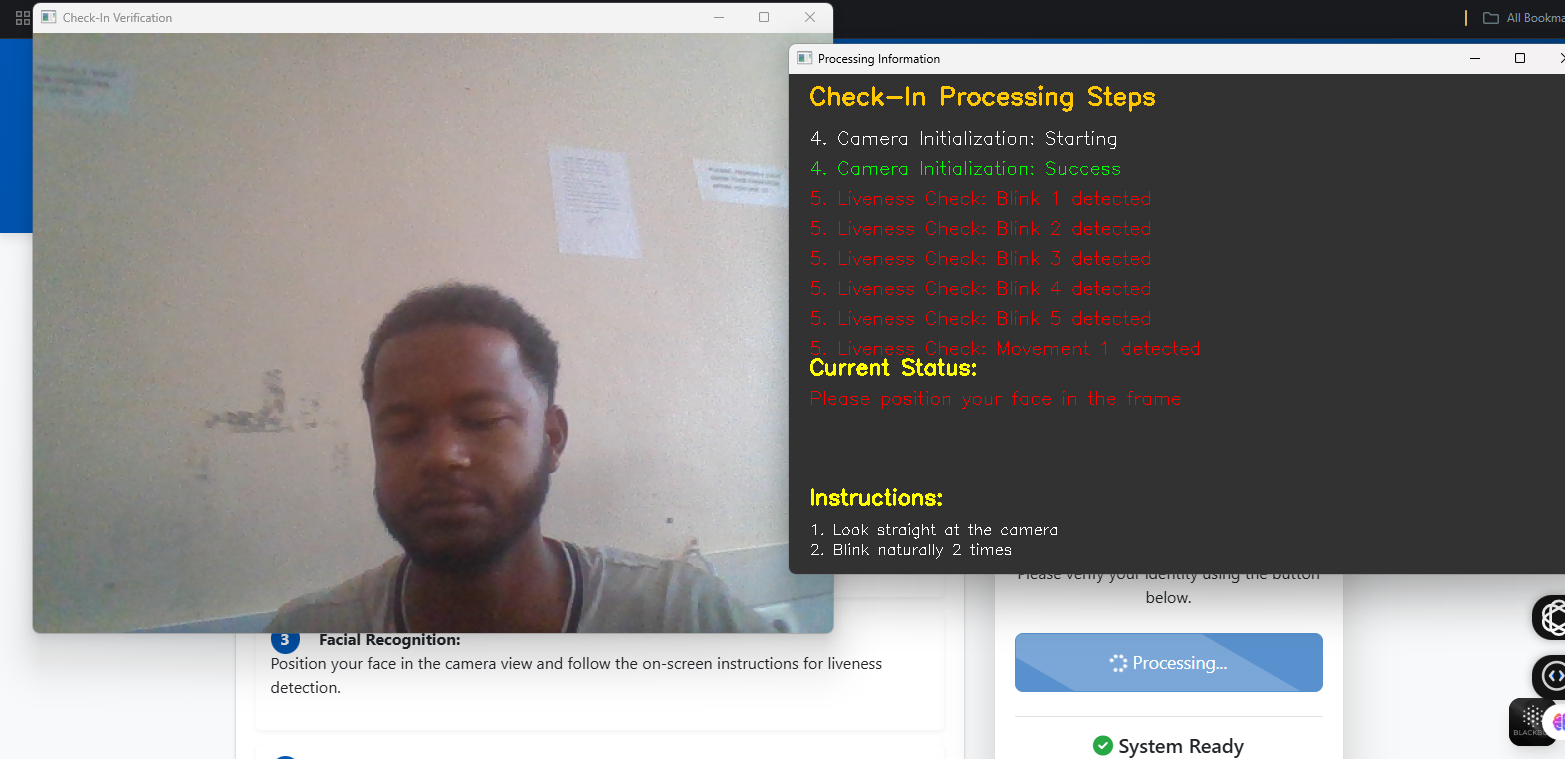 Check-In Verification
All Bookma
Processing Information
Check-In Processing Steps
4. Camera Initialization: Starting
4. Camera Initialization: Success
5. Liveness Check: Blink 1 detected
5. Liveness Check: Blink 2 detected
5. Liveness Check: Blink 3 detected
5. Liveness Check: Blink 4 detected
5. Liveness Check: Blink 5 detected
5. Liveness Check: Movement 1 detected
Current Status:
Please position your face in the frame
Instructions:
1. Look straight at the camera
2. Blink naturally 2 times
Please verify your identity using the button
below.
3 Facial Recognition:
Position your face in the camera view and follow the on-screen instructions for liveness
detection.
Processing...
System Ready